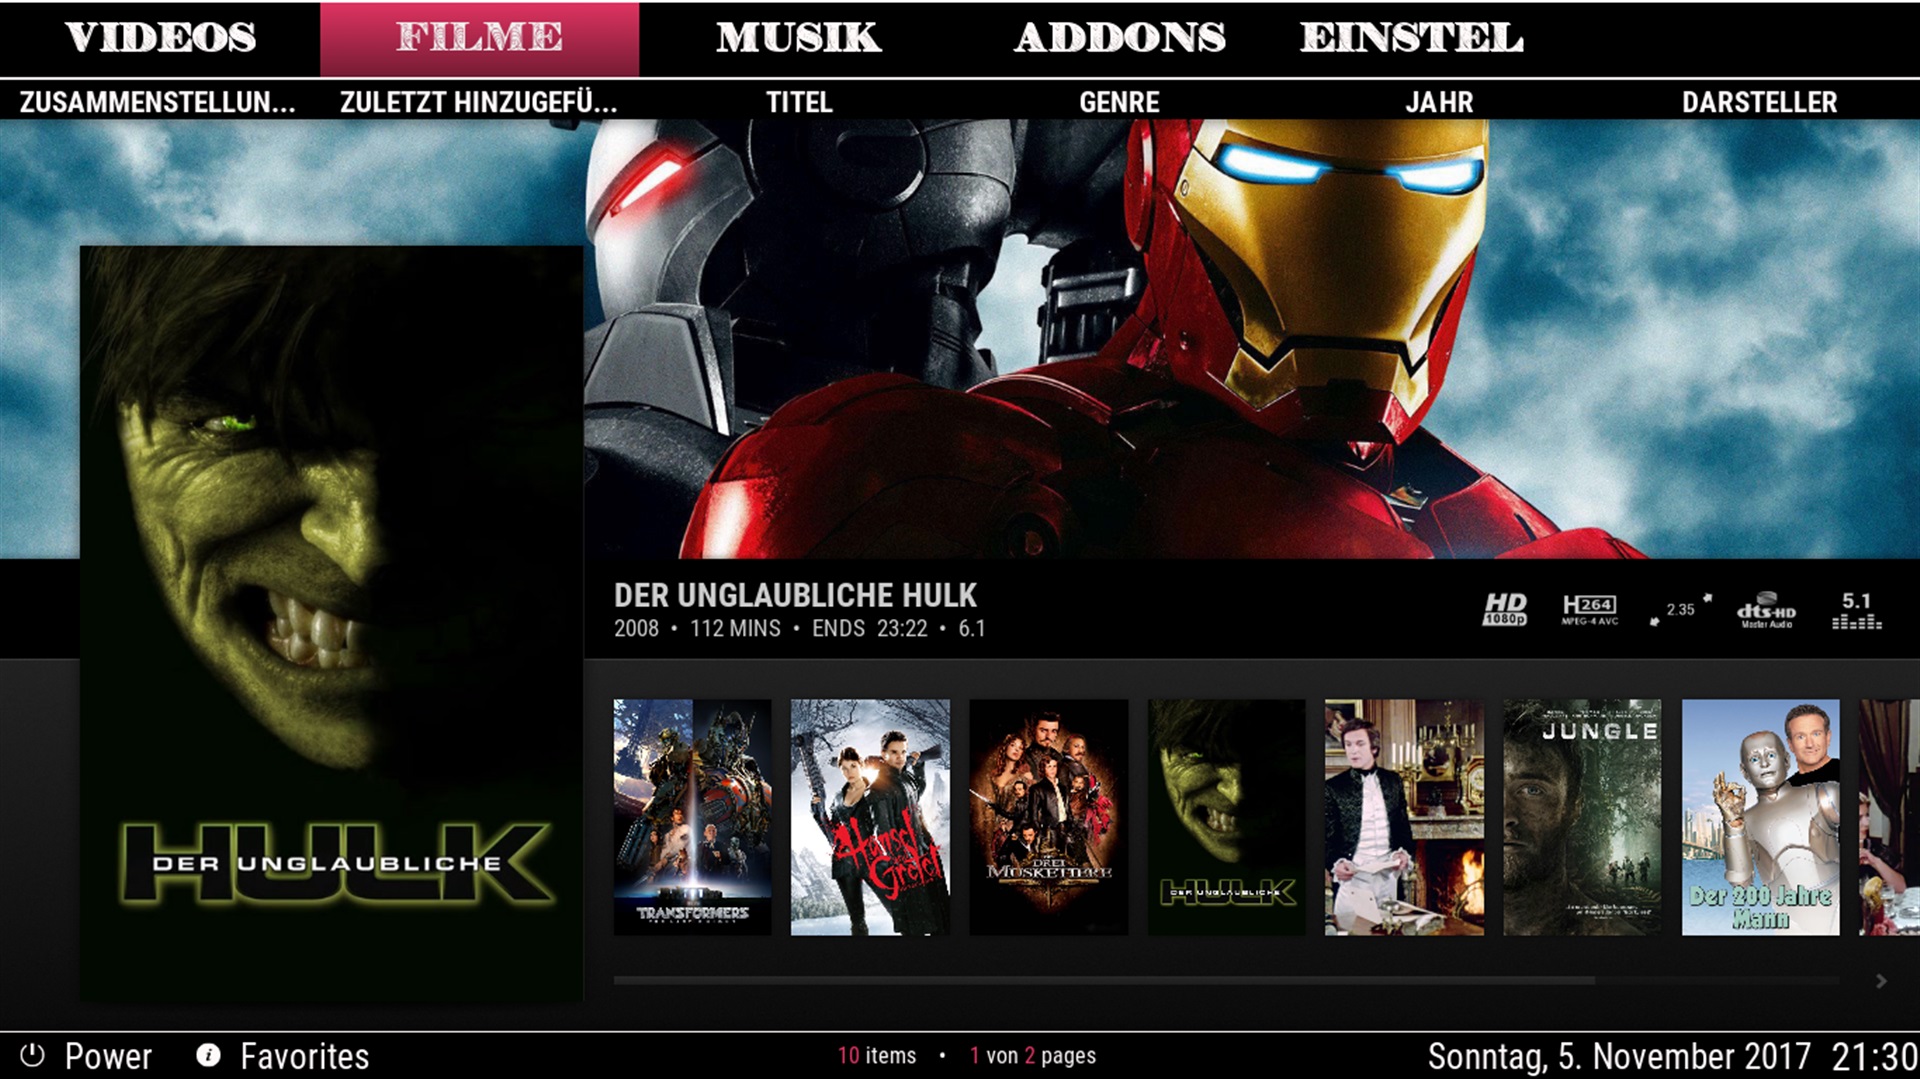 VIDEOS FILME MUSIK ADDONS EINSTEL
ZUSAMMENSTELLUN... ZULETZT HINZUGEFÜ... TITEL GENRE JAHR DARSTELLER
HULK
DER UNGLAUBLICHE
DER UNGLAUBLICHE HULK
2008 • 112 MINS • ENDS 23:22 • 6.1
HD
1080p
H264
MPEG-4 AVC
2.35
dts-HD
Master Audio
5.1
TRANSFORMERS
Hansel
Gretel
DREI
MUSKETIERE
HULK
DER UNGLAUBLICHE
JUNGLE
Der 200 Jahre
Mann
Power Favorites
10 items • 1 von 2 pages
Sonntag, 5. November 2017 21:30